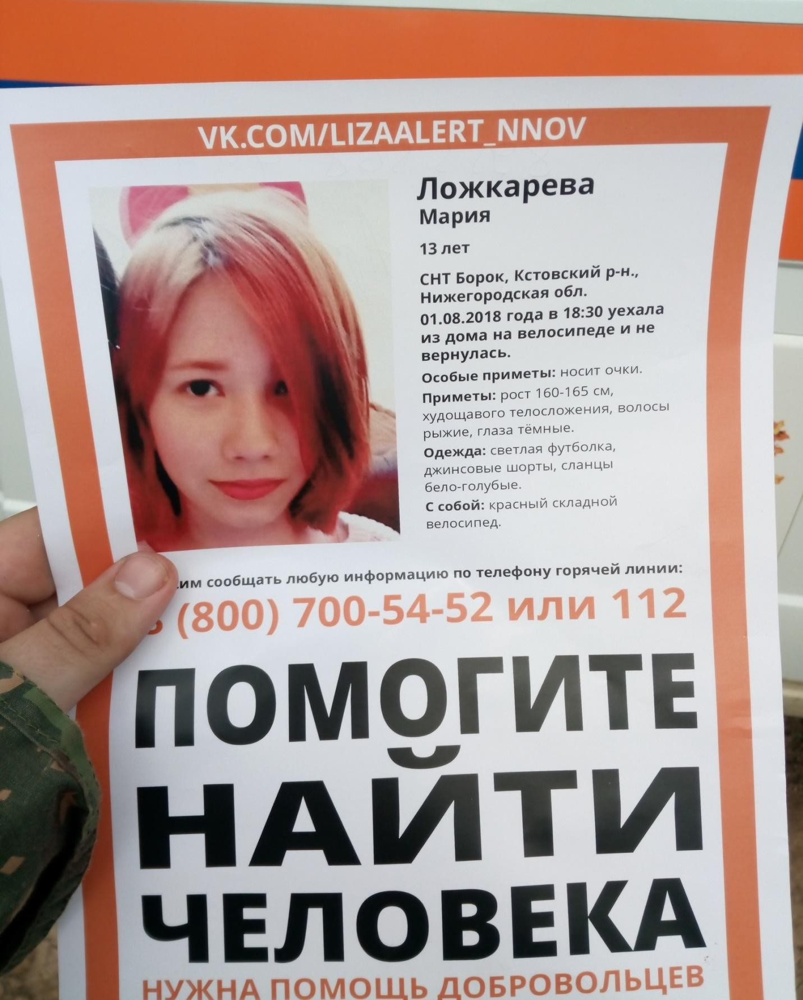 VK.COM/LIZAALERT_NNOV
Ложкарева
Мария
13 лет
СНТ Борок, Кстовский р-н.,
Нижегородская обл.
01.08.2018 года в 18:30 уехала
из дома на велосипеде и не
вернулась.
Особые приметы: носит очки.
Приметы: рост 160-165 см,
худощавого телосложения, волосы
рыжие, глаза тёмные.
Одежда: светлая футболка,
джинсовые шорты, сланцы
бело-голубые.
С собой: красный складной
велосипед.
сообщать любую информацию по телефону горячей линии:
(800) 700-54-52 или 112
ПОМОГИТЕ
НАЙТИ
ЧЕЛОВЕКА
НУЖНА ПОМОЩЬ ДОБРОВОЛЬЦЕВ